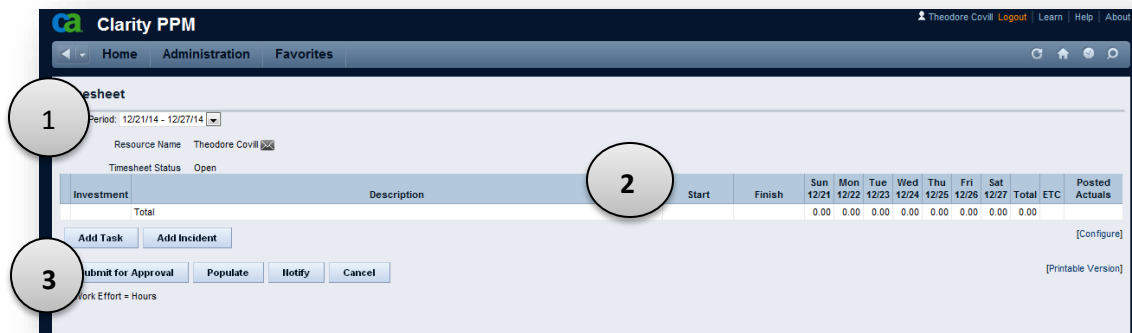 Theodore Covill Logout | Learn | Help | About
ca Clarity PPM
Home Administration Favorites
esheet
1
Period: 12/21/14 - 12/27/14
Resource Name Theodore Covill
Timesheet Status Open
2
Investment Description Start Finish Sun 12/21 Mon 12/22 Tue 12/23 Wed 12/24 Thu 12/25 Fri 12/26 Sat 12/27 Total ETC Posted Actuals
Total 0.00 0.00 0.00 0.00 0.00 0.00 0.00 0.00
Add Task Add Incident [Configure]
3
ubmit for Approval Populate Notify Cancel [Printable Version]
Work Effort = Hours